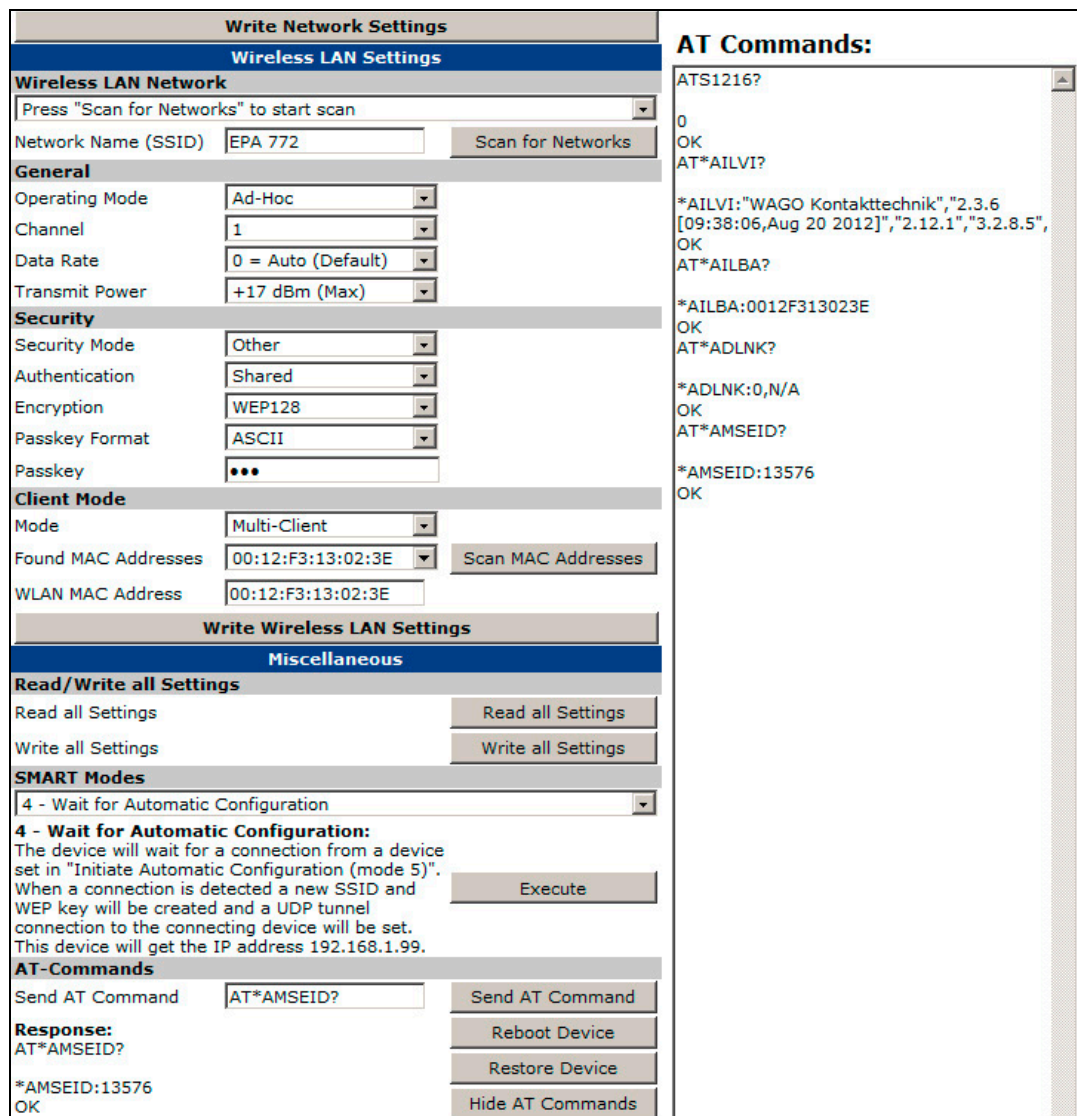 Write Network Settings
Wireless LAN Settings
Wireless LAN Network
Press "Scan for Networks" to start scan
Network Name (SSID) EPA 772 Scan for Networks
General
Operating Mode Ad-Hoc
Channel 1
Data Rate 0 = Auto (Default)
Transmit Power +17 dBm (Max)
Security
Security Mode Other
Authentication Shared
Encryption WEP128
Passkey Format ASCII
Passkey •••
Client Mode
Mode Multi-Client
Found MAC Addresses 00:12:F3:13:02:3E Scan MAC Addresses
WLAN MAC Address 00:12:F3:13:02:3E
Write Wireless LAN Settings
Miscellaneous
Read/Write all Settings
Read all Settings Read all Settings
Write all Settings Write all Settings
SMART Modes
4 - Wait for Automatic Configuration
4 - Wait for Automatic Configuration:
The device will wait for a connection from a device
set in "Initiate Automatic Configuration (mode 5)".
When a connection is detected a new SSID and
WEP key will be created and a UDP tunnel
connection to the connecting device will be set.
This device will get the IP address 192.168.1.99.
Execute
AT-Commands
Send AT Command AT*AMSEID? Send AT Command
Response:
AT*AMSEID?
*AMSEID:13576
OK
Reboot Device
Restore Device
Hide AT Commands
AT Commands:
ATS1216?
0
OK
AT*AILVI?
*AILVI:"WAGO Kontakttechnik","2.3.6
[09:38:06,Aug 20 2012]","2.12.1","3.2.8.5",
OK
AT*AILBA?
*AILBA:0012F313023E
OK
AT*ADLNK?
*ADLNK:0,N/A
OK
AT*AMSEID?
*AMSEID:13576
OK